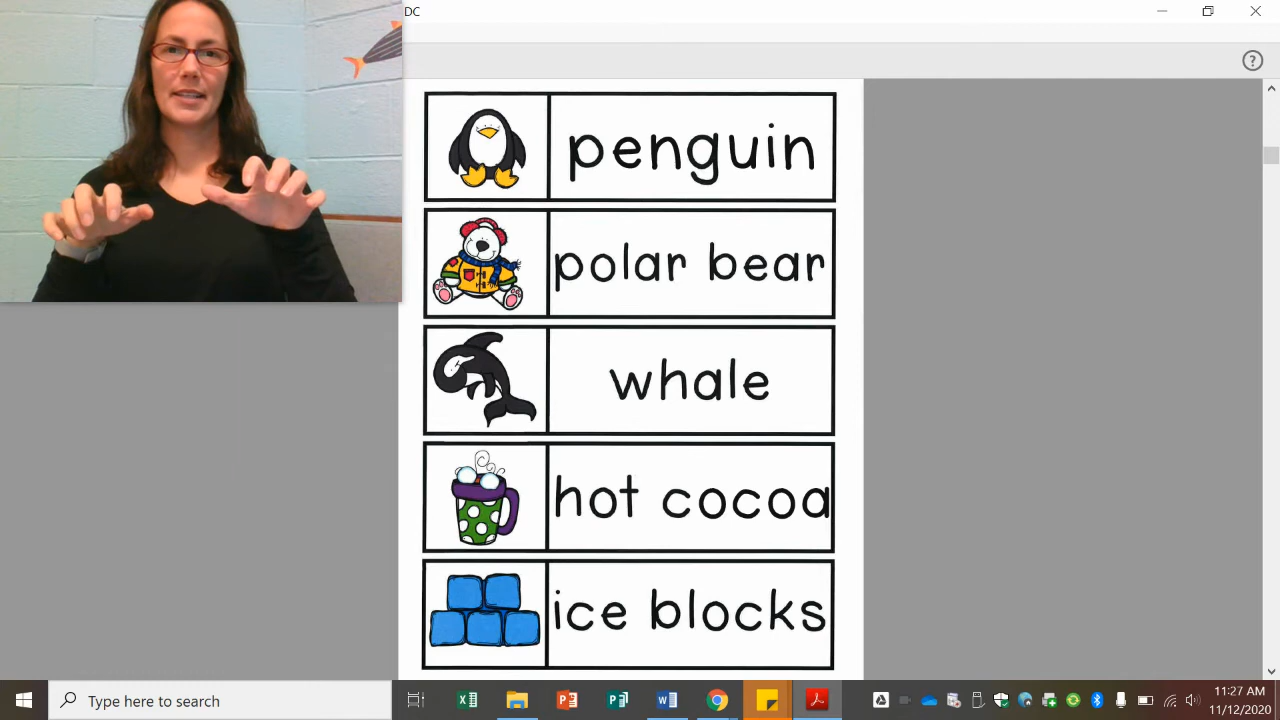 DC
penguin
polar bear
whale
hot cocoa
ice blocks
Type here to search
11:27 AM
11/12/2020